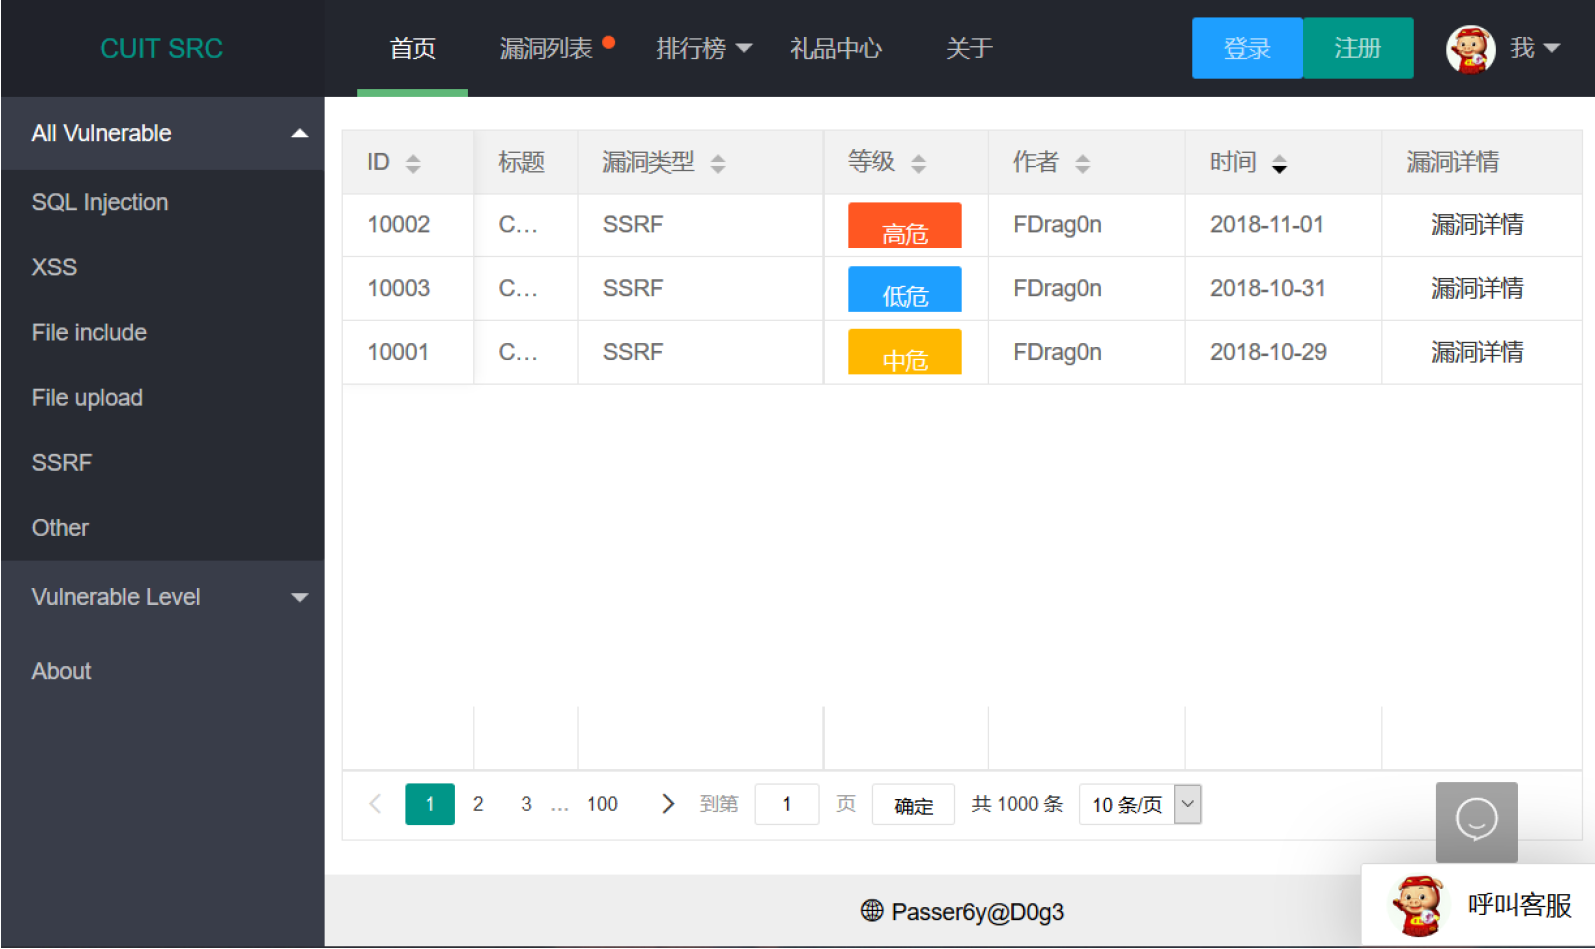 CUIT SRC 首页 漏洞列表 排行榜 礼品中心 关于 登录 注册 我
All Vulnerable
SQL Injection
XSS
File include
File upload
SSRF
Other
Vulnerable Level
About
ID 标题 漏洞类型 等级 作者 时间 漏洞详情
10002 C... SSRF 高危 FDrag0n 2018-11-01 漏洞详情
10003 C... SSRF 低危 FDrag0n 2018-10-31 漏洞详情
10001 C... SSRF 中危 FDrag0n 2018-10-29 漏洞详情
1 2 3 ... 100 到第 1 页 确定 共 1000 条 10 条/页
Passer6y@D0g3
呼叫客服